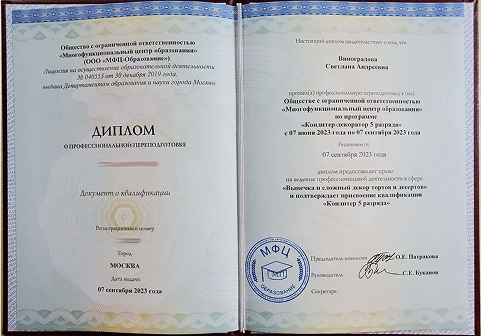 Общество с ограниченной ответственностью
«Многофункциональный центр образования»
(ООО «МФЦ-Образование»)
Лицензия на осуществление образовательной деятельности
№ 040553 от 30 декабря 2019 года,
выдана Департаментом образования и науки города Москвы
ДИПЛОМ
О ПРОФЕССИОНАЛЬНОЙ ПЕРЕПОДГОТОВКЕ
Документ о квалификации
Регистрационный номер
Город
МОСКВА
Дата выдачи
07 сентября 2023 года
Настоящий диплом свидетельствует о том, что
Виноградова
Светлана Андреевна
прошел(а) профессиональную переподготовку в (на)
Обществе с ограниченной ответственностью
«Многофункциональный центр образования»
по программе
«Кондитер-декоратор 5 разряда»
с 07 июня 2023 года по 07 сентября 2023 года
Решением от
07 сентября 2023 года
диплом предоставляет право
на ведение профессиональной деятельности в сфере
«Выпечка и сложный декор тортов и десертов»
и подтверждает присвоение квалификации
«Кондитер 5 разряда»
Председатель комиссии О.Е. Патракова
Руководитель С.Е. Буканов
Секретарь
МФЦ
МП
ОБРАЗОВАНИЕ